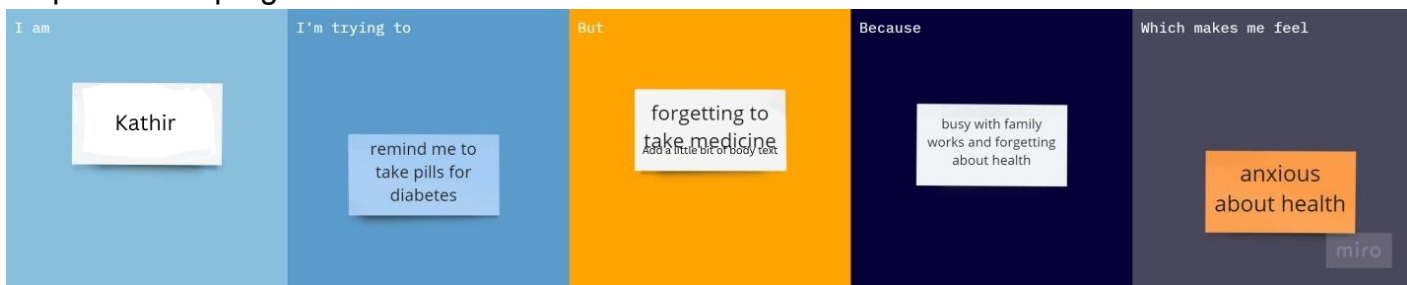 I am
Kathir
I'm trying to
remind me to
take pills for
diabetes
But
forgetting to
take medicine
Add a little bit of body text
Because
busy with family
works and forgetting
about health
Which makes me feel
anxious
about health
miro